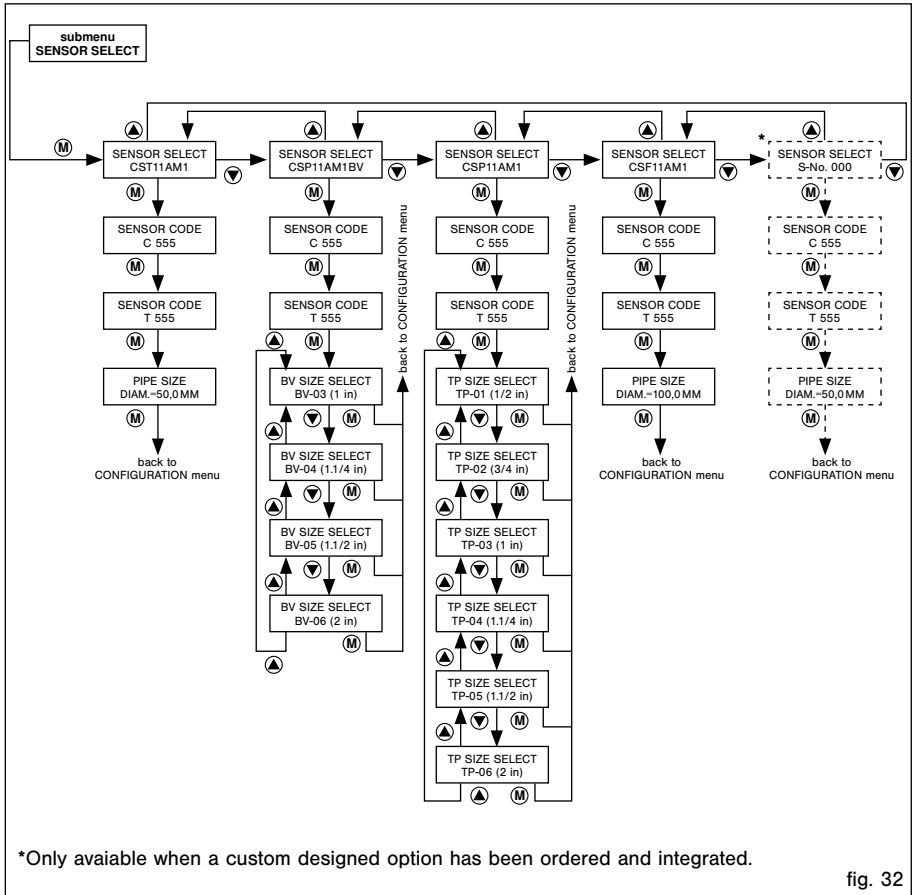 submenu
SENSOR SELECT
M
SENSOR SELECT
CST11AM1
M
SENSOR CODE
C 555
M
SENSOR CODE
T 555
M
PIPE SIZE
DIAM.=50,0 MM
M
back to
CONFIGURATION menu
SENSOR SELECT
CSP11AM1BV
M
SENSOR CODE
C 555
M
SENSOR CODE
T 555
M
BV SIZE SELECT
BV-03 (1 in)
M
BV SIZE SELECT
BV-04 (1.1/4 in)
M
BV SIZE SELECT
BV-05 (1.1/2 in)
M
BV SIZE SELECT
BV-06 (2 in)
M
back to CONFIGURATION menu
SENSOR SELECT
CSP11AM1
M
SENSOR CODE
C 555
M
SENSOR CODE
T 555
M
TP SIZE SELECT
TP-01 (1/2 in)
M
TP SIZE SELECT
TP-02 (3/4 in)
M
TP SIZE SELECT
TP-03 (1 in)
M
TP SIZE SELECT
TP-04 (1.1/4 in)
M
TP SIZE SELECT
TP-05 (1.1/2 in)
M
TP SIZE SELECT
TP-06 (2 in)
M
back to CONFIGURATION menu
SENSOR SELECT
CSF11AM1
M
SENSOR CODE
C 555
M
SENSOR CODE
T 555
M
PIPE SIZE
DIAM.=100,0 MM
M
back to
CONFIGURATION menu
*
SENSOR SELECT
S-No. 000
M
SENSOR CODE
C 555
M
SENSOR CODE
T 555
M
PIPE SIZE
DIAM.=50,0 MM
M
back to
CONFIGURATION menu
*Only avaiable when a custom designed option has been ordered and integrated.
fig. 32